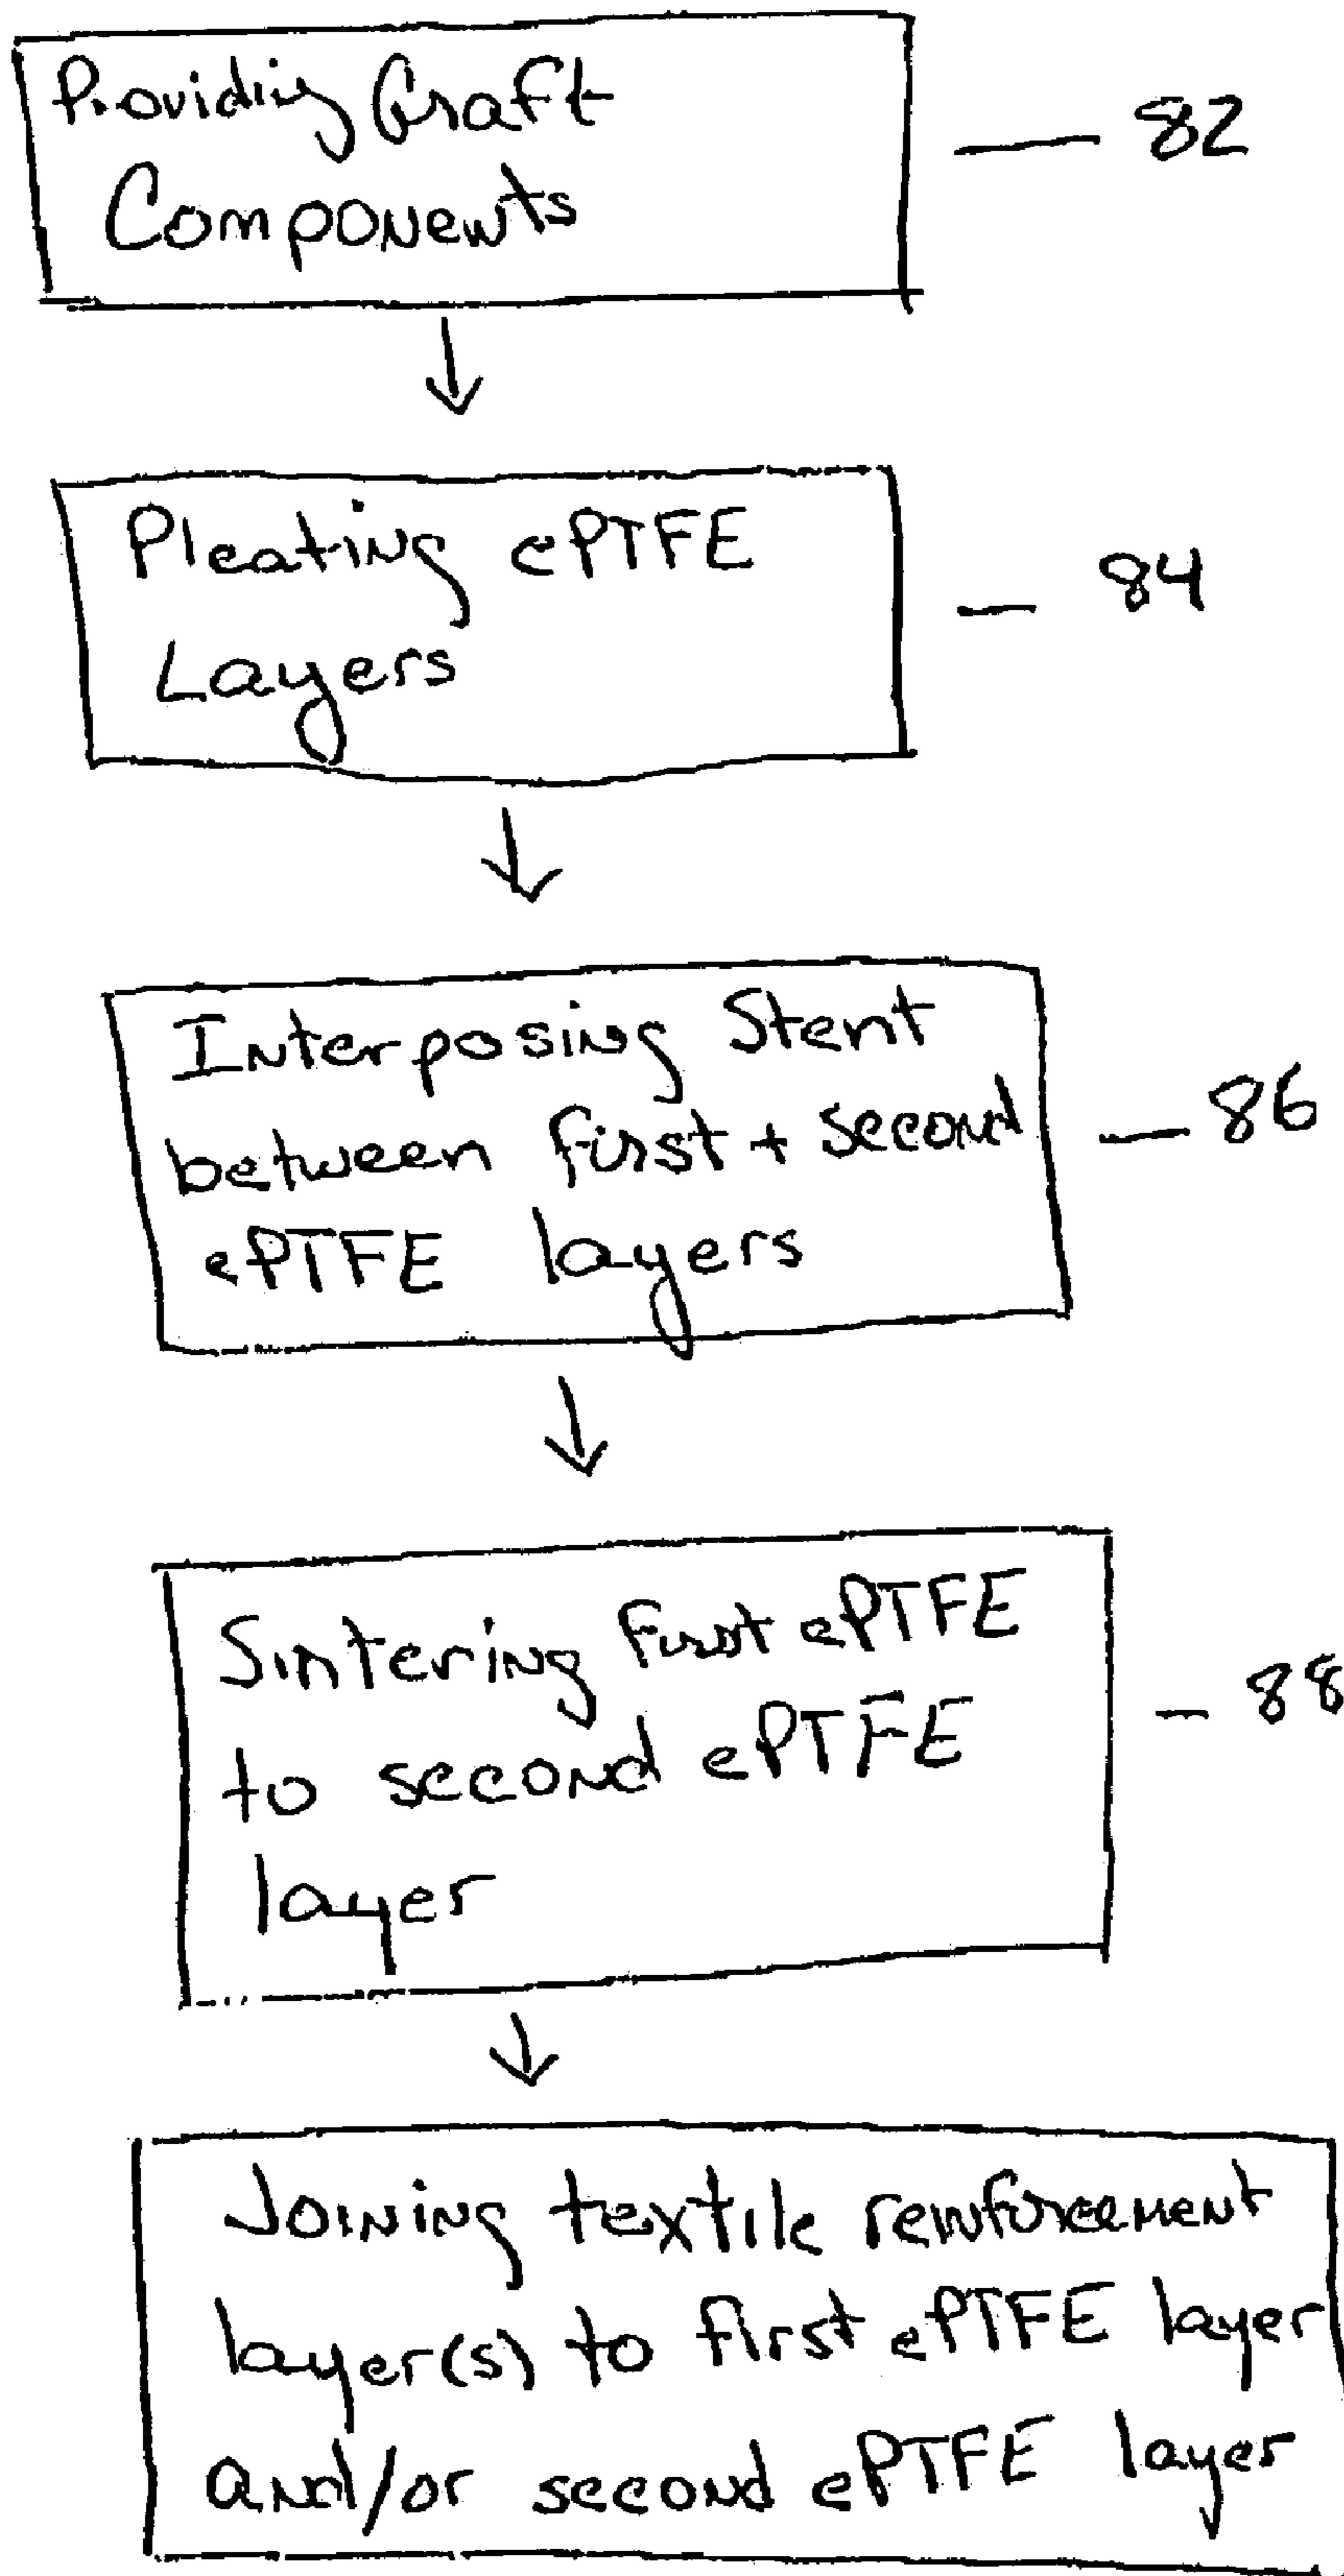 Providing Graft
Components
— 82
Pleating ePTFE
Layers
— 84
Interposing Stent
between first + second
ePTFE layers
— 86
Sintering first ePTFE
to second ePTFE
layer
— 88
Joining textile reinforcement
layer(s) to first ePTFE layer
and/or second ePTFE layer